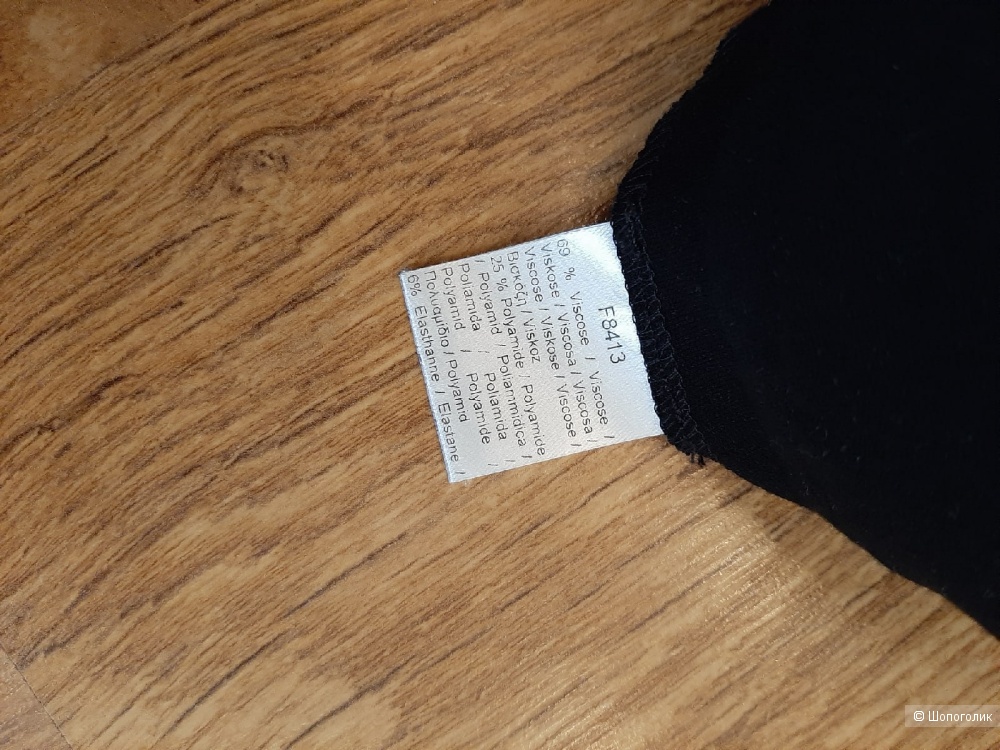 F8413
69 % Viscose / Viscose /
Viskose / Viscosa / Viscosa /
Viscose / Viskose / Viscose /
Βισκόζη / Viskoz
25 % Polyamide / Polyamide
/ Polyamid / Poliammidica /
Poliamida / Poliamida /
Polyamid / Polyamide /
Πολυαμίδιο / Polyamid
6% Elasthanne / Elastane /
© Шопоголик